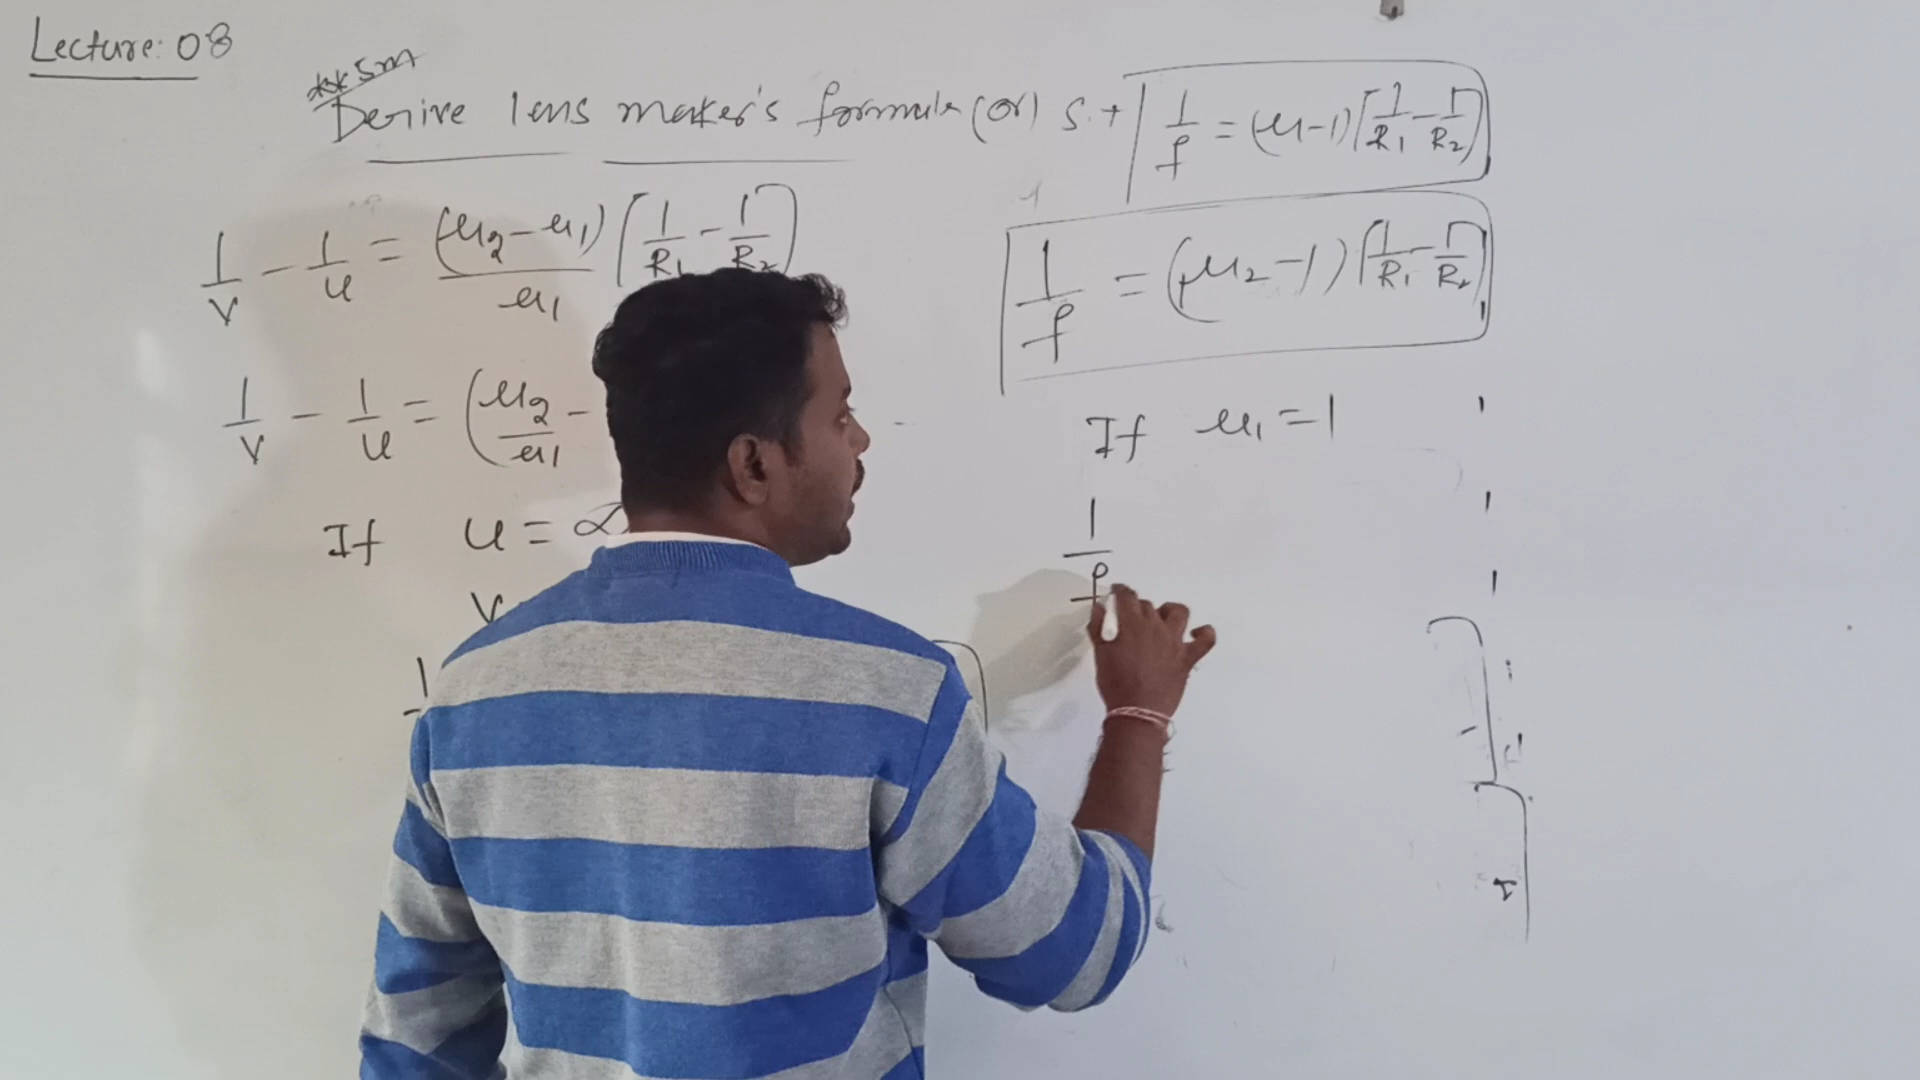 Lecture: 08
** 5m
Derive lens maker's formula (or) S.t 1/f = (μ-1) [1/R₁ - 1/R₂]
1/v - 1/u = (μ₂-μ₁)/μ₁ [1/R₁ - 1/R₂]
1/v - 1/u = (μ₂/μ₁ -
If u = ∞
v
1
1/f = (μ₂-1) [1/R₁ - 1/R₂]
If μ₁ = 1
1/f